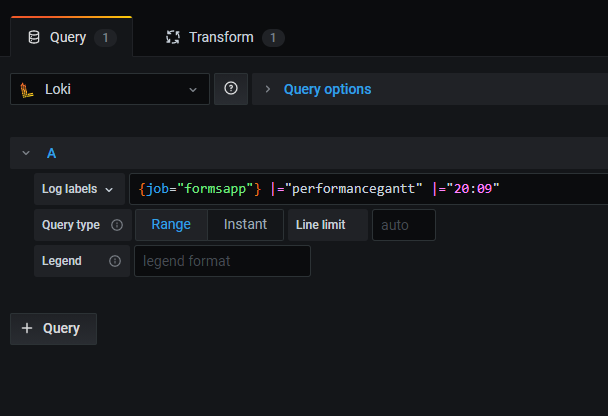 Query 1 Transform 1
Loki Query options
A
Log labels {job="formsapp"} |="performancegantt" |="20:09"
Query type Range Instant Line limit auto
Legend legend format
+ Query